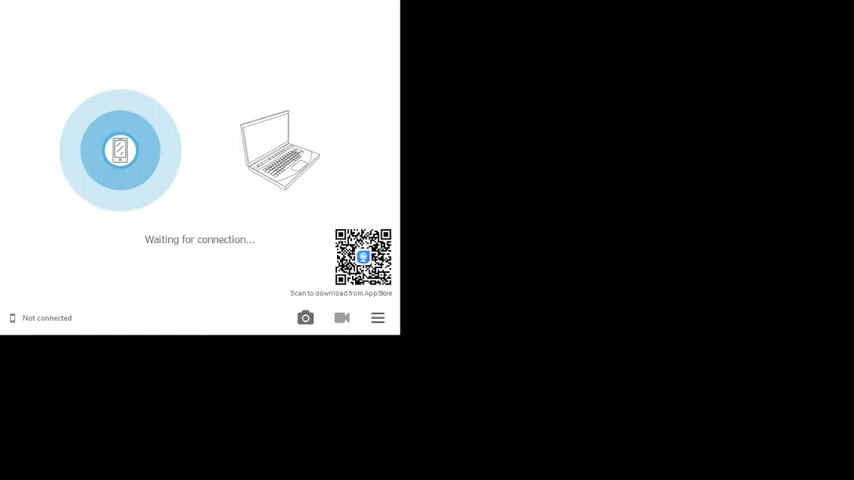 Waiting for connection...
Scan to download from AppStore
Not connected